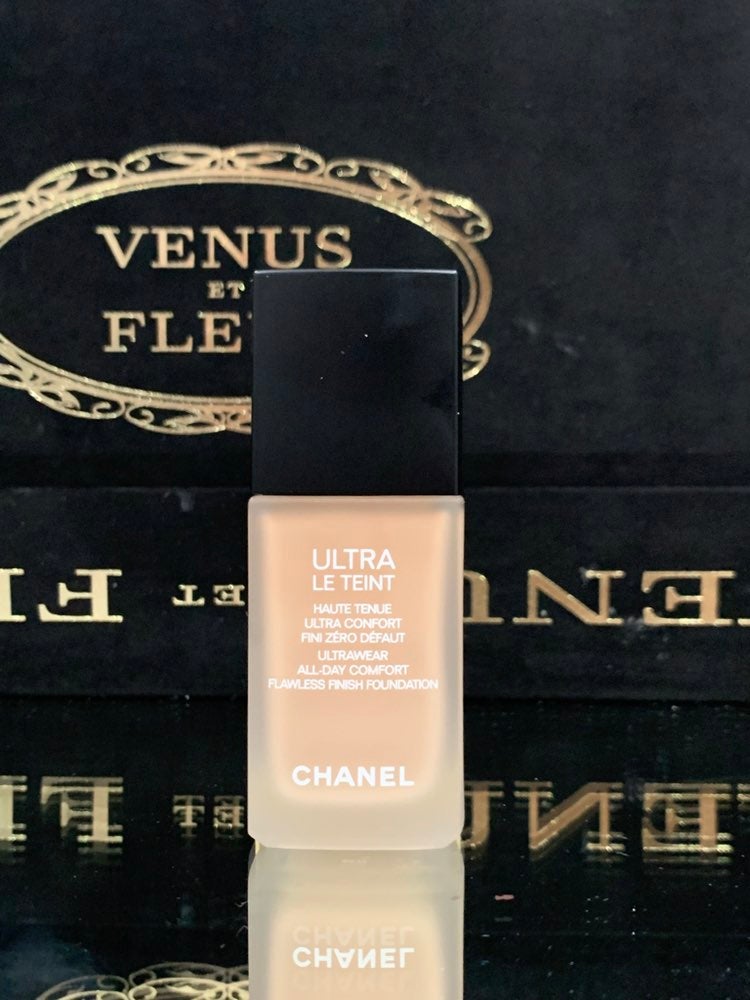 VENUS
ET
FLE
ULTRA
LE TEINT
HAUTE TENUE
ULTRA CONFORT
FINI ZÉRO DÉFAUT
ULTRAWEAR
ALL-DAY COMFORT
FLAWLESS FINISH FOUNDATION
CHANEL